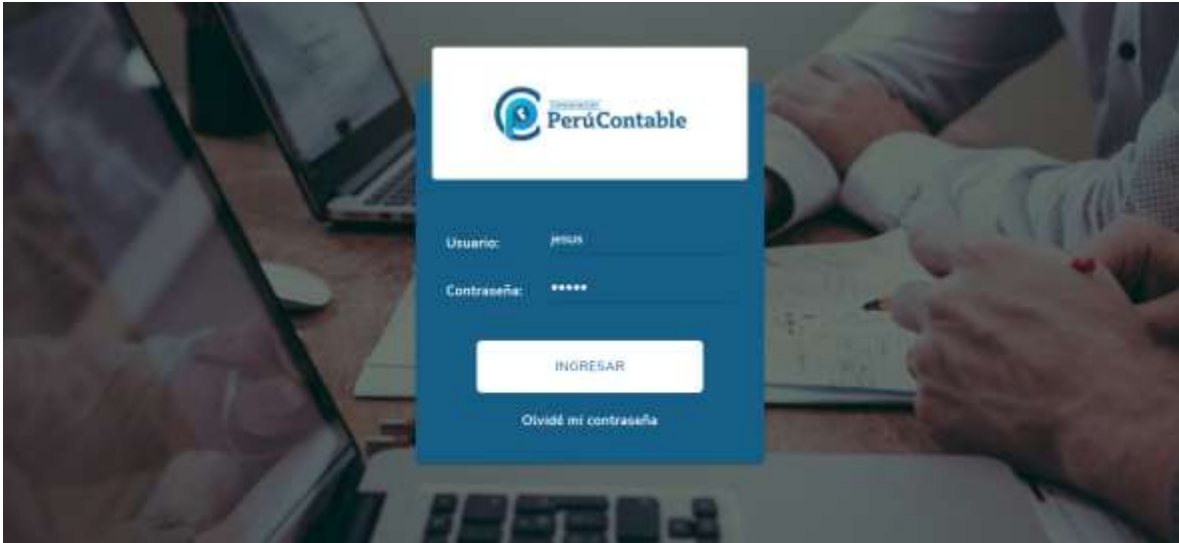 PerúContable
Usuario: jesus
Contraseña: •••••
INGRESAR
Olvidé mi contraseña